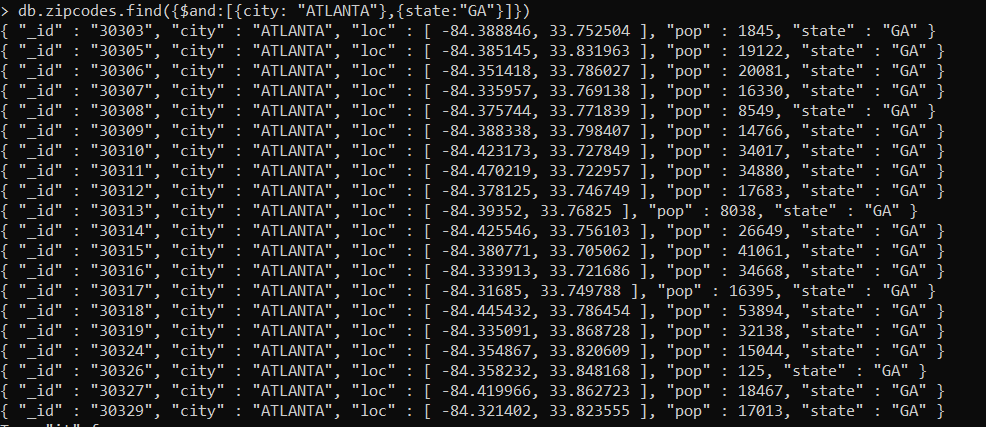 > db.zipcodes.find({$and:[{city: "ATLANTA"},{state:"GA"}]})
{ "_id" : "30303", "city" : "ATLANTA", "loc" : [ -84.388846, 33.752504 ], "pop" : 1845, "state" : "GA" }
{ "_id" : "30305", "city" : "ATLANTA", "loc" : [ -84.385145, 33.831963 ], "pop" : 19122, "state" : "GA" }
{ "_id" : "30306", "city" : "ATLANTA", "loc" : [ -84.351418, 33.786027 ], "pop" : 20081, "state" : "GA" }
{ "_id" : "30307", "city" : "ATLANTA", "loc" : [ -84.335957, 33.769138 ], "pop" : 16330, "state" : "GA" }
{ "_id" : "30308", "city" : "ATLANTA", "loc" : [ -84.375744, 33.771839 ], "pop" : 8549, "state" : "GA" }
{ "_id" : "30309", "city" : "ATLANTA", "loc" : [ -84.388338, 33.798407 ], "pop" : 14766, "state" : "GA" }
{ "_id" : "30310", "city" : "ATLANTA", "loc" : [ -84.423173, 33.727849 ], "pop" : 34017, "state" : "GA" }
{ "_id" : "30311", "city" : "ATLANTA", "loc" : [ -84.470219, 33.722957 ], "pop" : 34880, "state" : "GA" }
{ "_id" : "30312", "city" : "ATLANTA", "loc" : [ -84.378125, 33.746749 ], "pop" : 17683, "state" : "GA" }
{ "_id" : "30313", "city" : "ATLANTA", "loc" : [ -84.39352, 33.76825 ], "pop" : 8038, "state" : "GA" }
{ "_id" : "30314", "city" : "ATLANTA", "loc" : [ -84.425546, 33.756103 ], "pop" : 26649, "state" : "GA" }
{ "_id" : "30315", "city" : "ATLANTA", "loc" : [ -84.380771, 33.705062 ], "pop" : 41061, "state" : "GA" }
{ "_id" : "30316", "city" : "ATLANTA", "loc" : [ -84.333913, 33.721686 ], "pop" : 34668, "state" : "GA" }
{ "_id" : "30317", "city" : "ATLANTA", "loc" : [ -84.31685, 33.749788 ], "pop" : 16395, "state" : "GA" }
{ "_id" : "30318", "city" : "ATLANTA", "loc" : [ -84.445432, 33.786454 ], "pop" : 53894, "state" : "GA" }
{ "_id" : "30319", "city" : "ATLANTA", "loc" : [ -84.335091, 33.868728 ], "pop" : 32138, "state" : "GA" }
{ "_id" : "30324", "city" : "ATLANTA", "loc" : [ -84.354867, 33.820609 ], "pop" : 15044, "state" : "GA" }
{ "_id" : "30326", "city" : "ATLANTA", "loc" : [ -84.358232, 33.848168 ], "pop" : 125, "state" : "GA" }
{ "_id" : "30327", "city" : "ATLANTA", "loc" : [ -84.419966, 33.862723 ], "pop" : 18467, "state" : "GA" }
{ "_id" : "30329", "city" : "ATLANTA", "loc" : [ -84.321402, 33.823555 ], "pop" : 17013, "state" : "GA" }